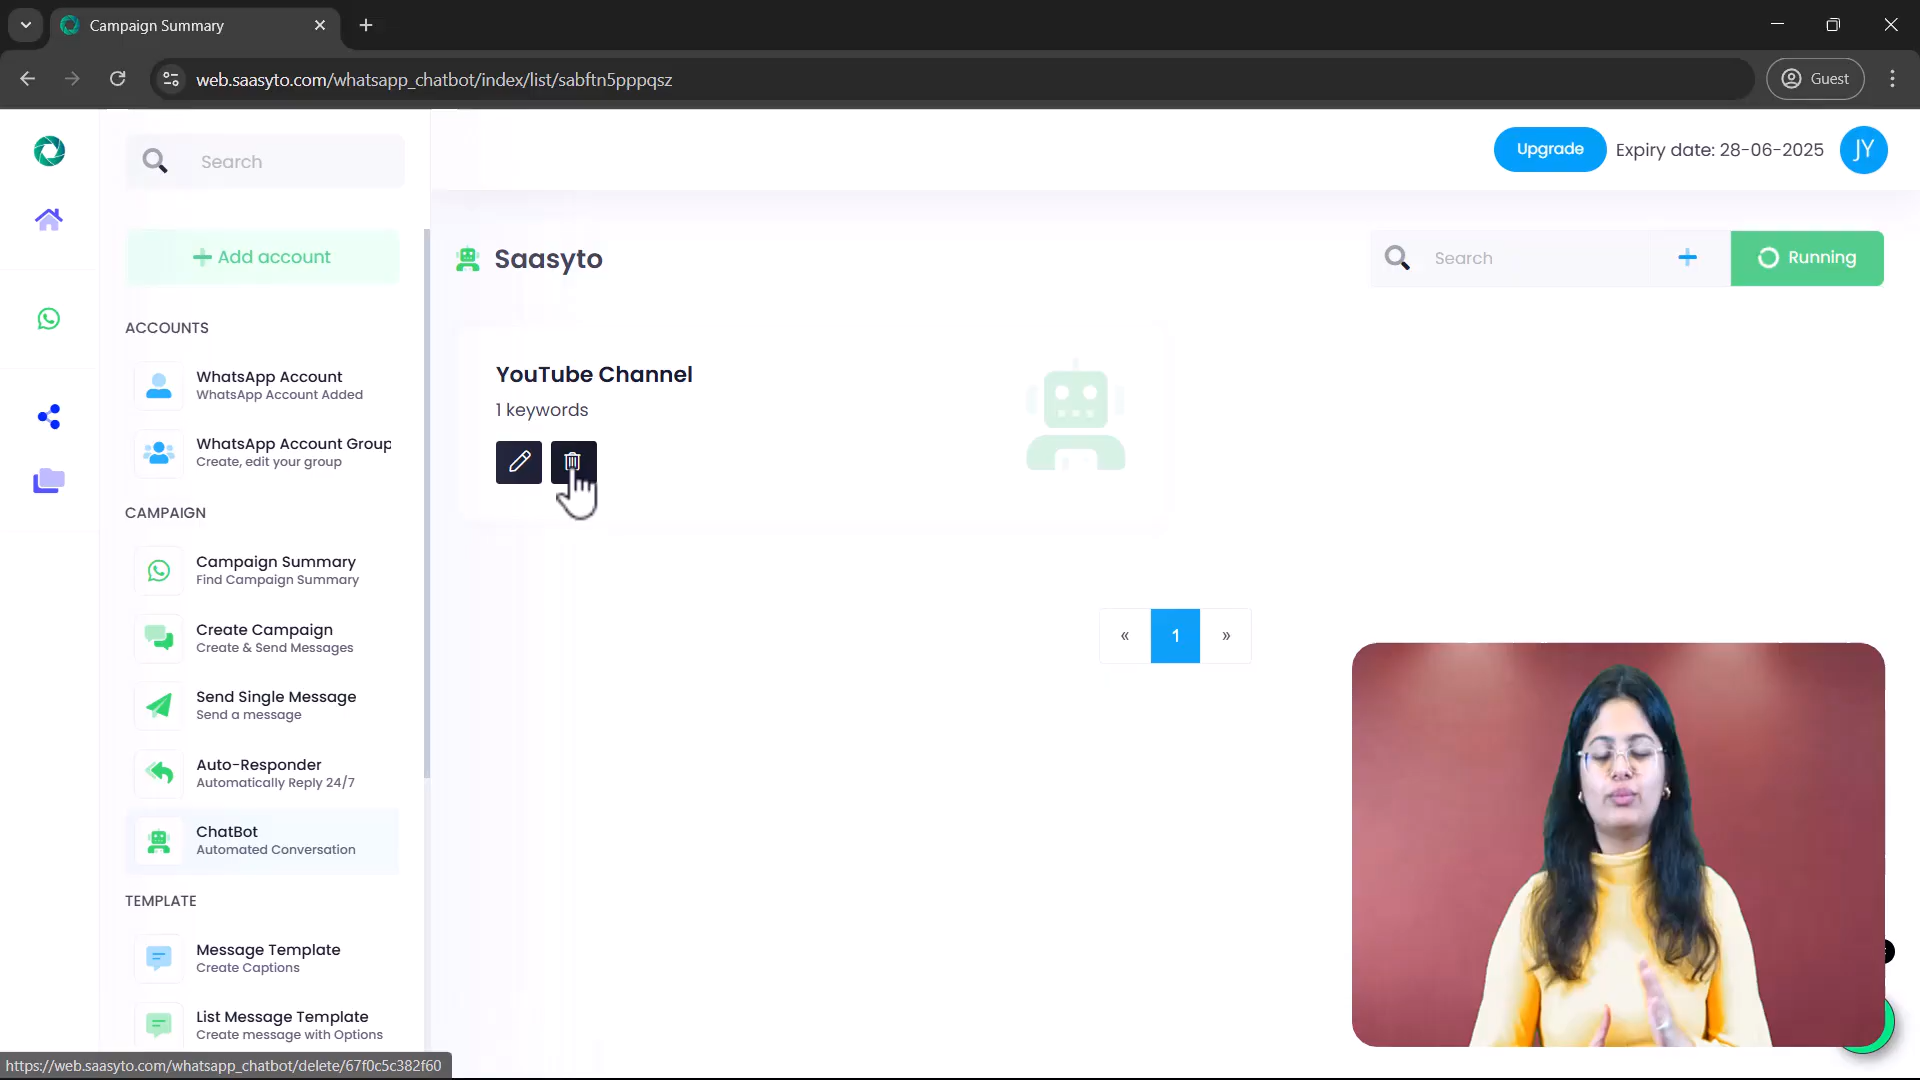 Campaign Summary
web.saasyto.com/whatsapp_chatbot/index/list/sabftn5pppqsz
Guest
Search
Upgrade
Expiry date: 28-06-2025
JY
+ Add account
Saasyto
Search
+
Running
ACCOUNTS
WhatsApp Account
WhatsApp Account Added
WhatsApp Account Group
Create, edit your group
YouTube Channel
1 keywords
CAMPAIGN
Campaign Summary
Find Campaign Summary
Create Campaign
Create & Send Messages
« 1 »
Send Single Message
Send a message
Auto-Responder
Automatically Reply 24/7
ChatBot
Automated Conversation
TEMPLATE
Message Template
Create Captions
List Message Template
Create message with Options
https://web.saasyto.com/whatsapp_chatbot/delete/67f0c5c382f60